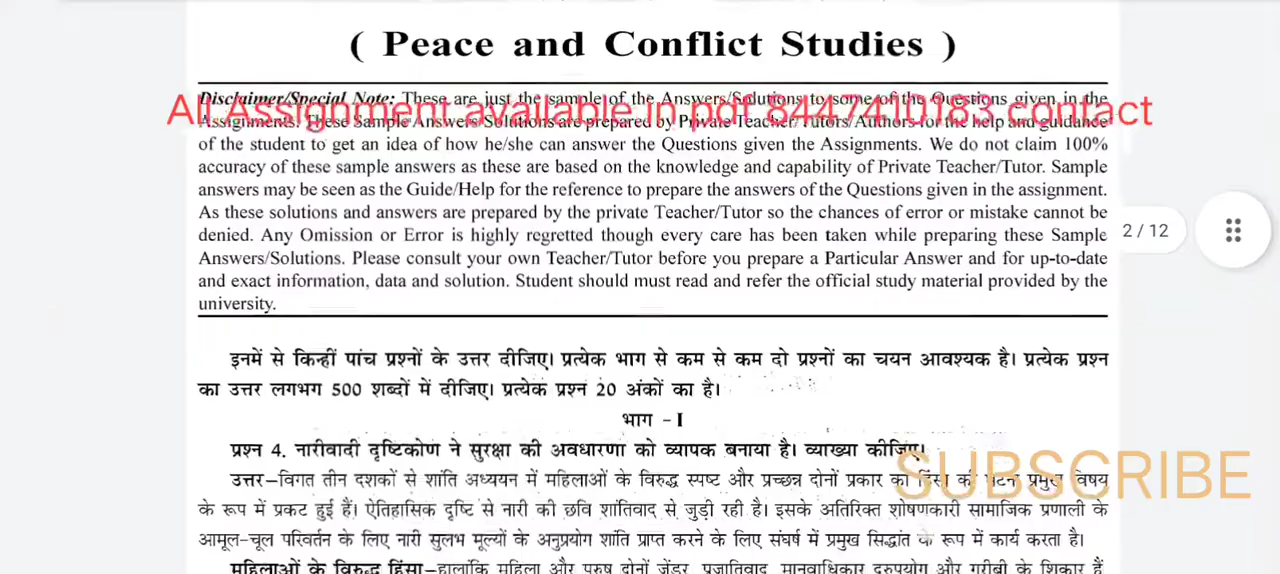 ( Peace and Conflict Studies )
Disclaimer/Special Note: These are just the sample of the Answers/Solutions to some of the Questions given in the
All Assignment available in pdf 8447410783 contact
Assignments. These Sample Answers/Solutions are prepared by Private Teacher/Tutors/Authors for the help and guidance
of the student to get an idea of how he/she can answer the Questions given the Assignments. We do not claim 100%
accuracy of these sample answers as these are based on the knowledge and capability of Private Teacher/Tutor. Sample
answers may be seen as the Guide/Help for the reference to prepare the answers of the Questions given in the assignment.
As these solutions and answers are prepared by the private Teacher/Tutor so the chances of error or mistake cannot be
denied. Any Omission or Error is highly regretted though every care has been taken while preparing these Sample
2 / 12
Answers/Solutions. Please consult your own Teacher/Tutor before you prepare a Particular Answer and for up-to-date
and exact information, data and solution. Student should must read and refer the official study material provided by the
university.
इनमें से किन्हीं पांच प्रश्नों के उत्तर दीजिए। प्रत्येक भाग से कम से कम दो प्रश्नों का चयन आवश्यक है। प्रत्येक प्रश्न
का उत्तर लगभग 500 शब्दों में दीजिए। प्रत्येक प्रश्न 20 अंकों का है।
भाग - I
प्रश्न 4. नारीवादी दृष्टिकोण ने सुरक्षा की अवधारणा को व्यापक बनाया है। व्याख्या कीजिए।
उत्तर–विगत तीन दशकों से शांति अध्ययन में महिलाओं के विरुद्ध स्पष्ट और प्रच्छन्न दोनों प्रकार की हिंसा की घटना प्रमुख विषय
SUBSCRIBE
के रूप में प्रकट हुई हैं। ऐतिहासिक दृष्टि से नारी की छवि शांतिवाद से जुड़ी रही है। इसके अतिरिक्त शोषणकारी सामाजिक प्रणाली के
आमूल-चूल परिवर्तन के लिए नारी सुलभ मूल्यों के अनुप्रयोग शांति प्राप्त करने के लिए संघर्ष में प्रमुख सिद्धांत के रूप में कार्य करता है।
महिलाओं के विरुद्ध हिंसा–हालांकि महिला और पुरुष दोनों जेंडर, प्रजातिवाद, मानवाधिकार दुरुपयोग और गरीबी के शिकार हैं